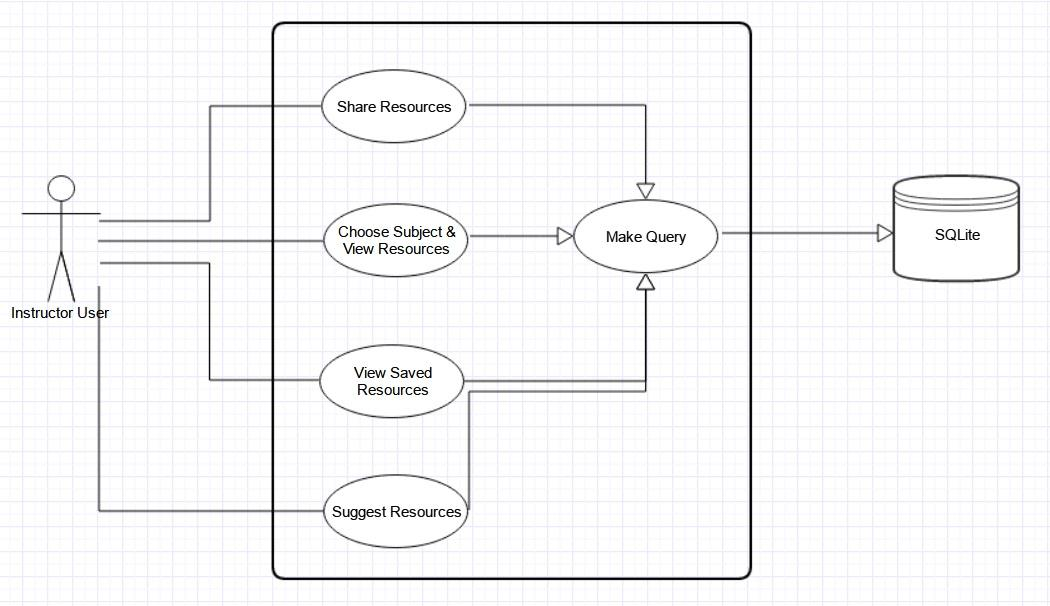 Share Resources
Choose Subject &
View Resources
Make Query
SQLite
Instructor User
View Saved
Resources
Suggest Resources